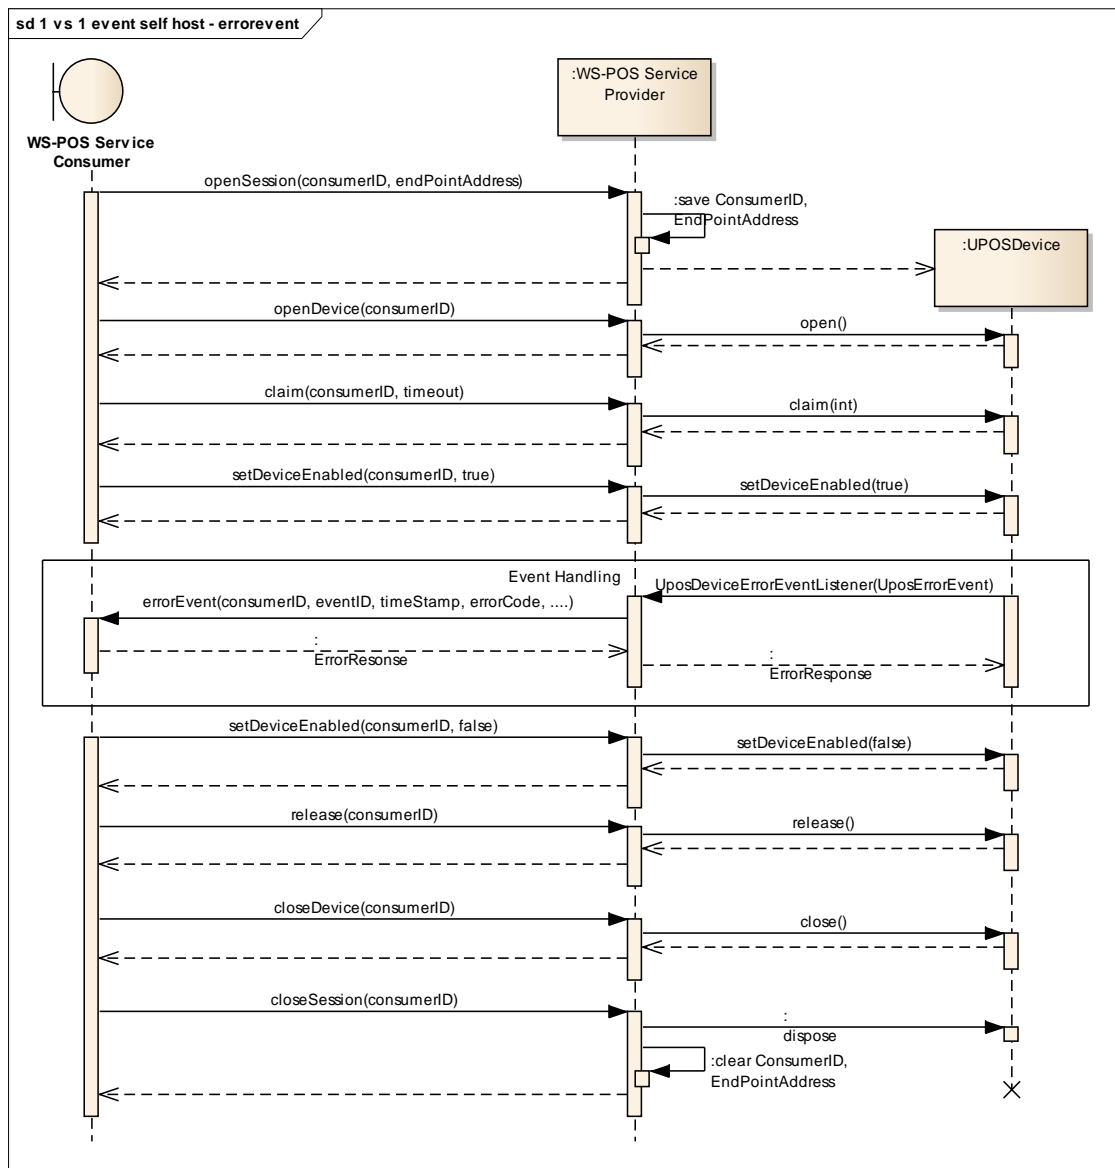 sd 1 vs 1 event self host - errorevent
:WS-POS Service
Provider
WS-POS Service
Consumer
openSession(consumerID, endPointAddress)
:save ConsumerID,
EndPointAddress
:UPOSDevice
openDevice(consumerID)
open()
claim(consumerID, timeout)
claim(int)
setDeviceEnabled(consumerID, true)
setDeviceEnabled(true)
Event Handling
UposDeviceErrorEventListener(UposErrorEvent)
errorEvent(consumerID, eventID, timeStamp, errorCode, ....)
:
ErrorResonse
:
ErrorResponse
setDeviceEnabled(consumerID, false)
setDeviceEnabled(false)
release(consumerID)
release()
closeDevice(consumerID)
close()
closeSession(consumerID)
:
dispose
:clear ConsumerID,
EndPointAddress